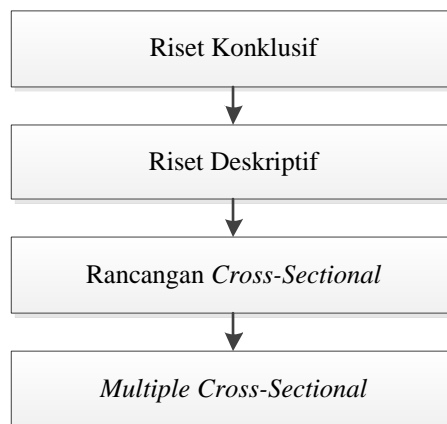 Riset Konklusif
Riset Deskriptif
Rancangan Cross-Sectional
Multiple Cross-Sectional